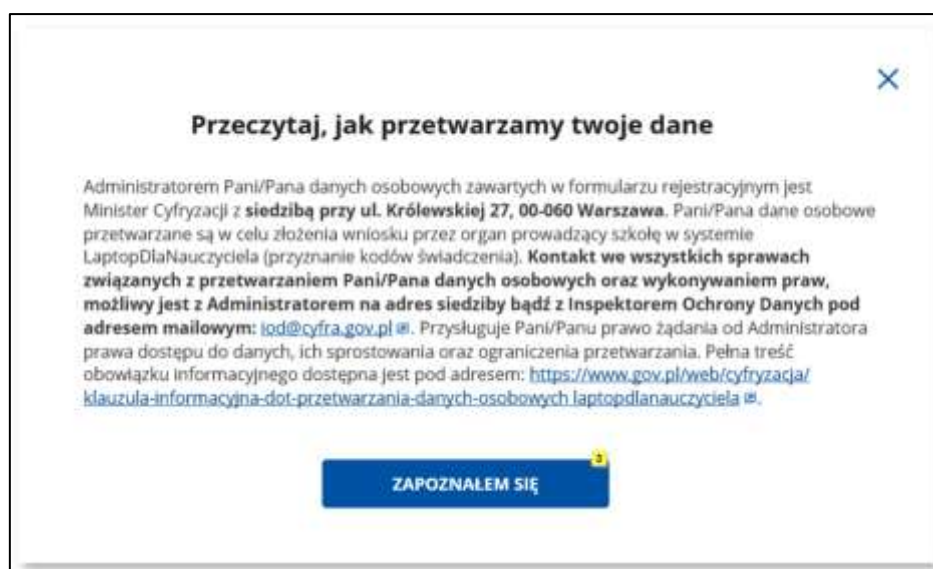 Przeczytaj, jak przetwarzamy twoje dane
Administratorem Pani/Pana danych osobowych zawartych w formularzu rejestracyjnym jest
Minister Cyfryzacji z siedzibą przy ul. Królewskiej 27, 00-060 Warszawa. Pani/Pana dane osobowe
przetwarzane są w celu złożenia wniosku przez organ prowadzący szkołę w systemie
LaptopDlaNauczyciela (przyznanie kodów świadczenia). Kontakt we wszystkich sprawach
związanych z przetwarzaniem Pani/Pana danych osobowych oraz wykonywaniem praw,
możliwy jest z Administratorem na adres siedziby bądź z Inspektorem Ochrony Danych pod
adresem mailowym: iod@cyfra.gov.pl. Przysługuje Pani/Panu prawo żądania od Administratora
prawa dostępu do danych, ich sprostowania oraz ograniczenia przetwarzania. Pełna treść
obowiązku informacyjnego dostępna jest pod adresem: https://www.gov.pl/web/cyfryzacja/
klauzula-informacyjna-dot-przetwarzania-danych-osobowych laptopdlanauczyciela.
3
ZAPOZNAŁEM SIĘ